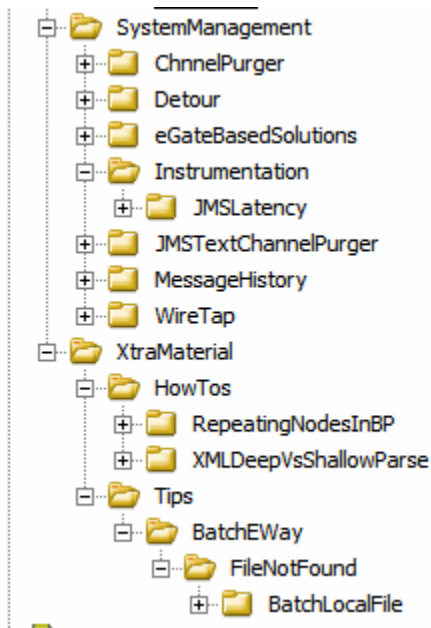 SystemManagement
ChnnelPurger
Detour
eGateBasedSolutions
Instrumentation
JMSLatency
JMSTextChannelPurger
MessageHistory
WireTap
XtraMaterial
HowTos
RepeatingNodesInBP
XMLDeepVsShallowParse
Tips
BatchEWay
FileNotFound
BatchLocalFile